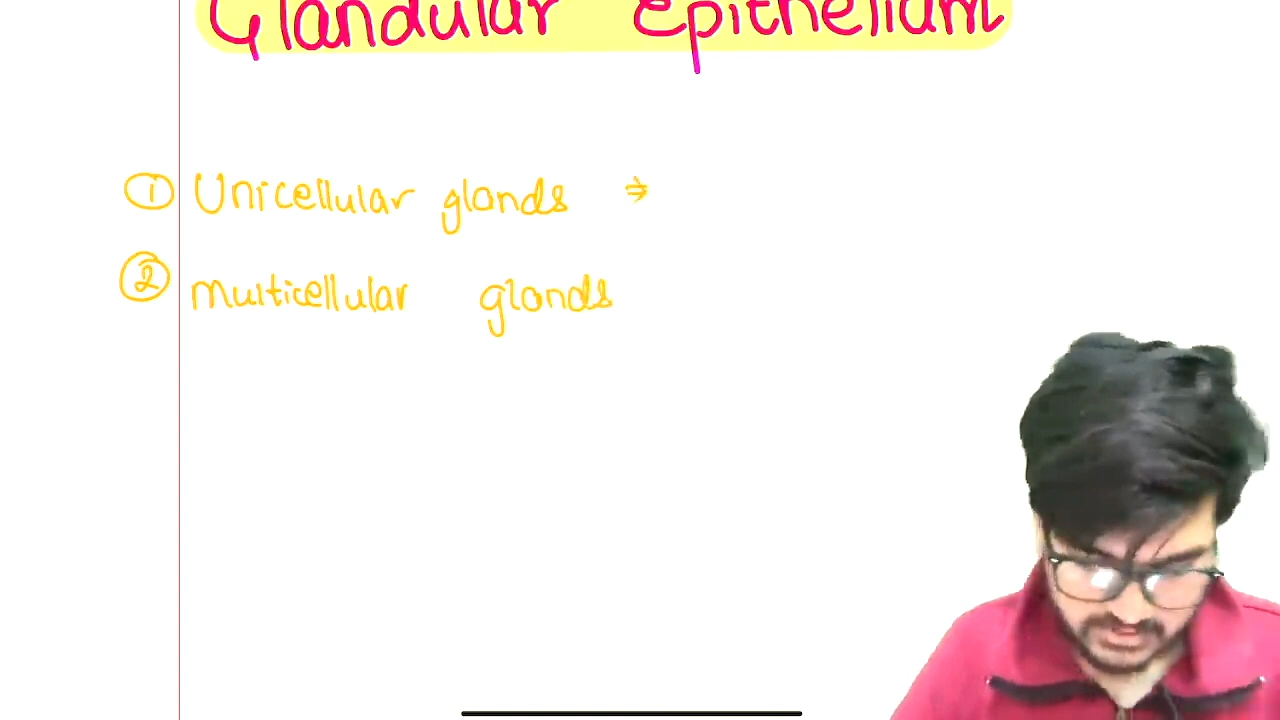 Glandular Epithelium
① Unicellular glands ⇒
② Multicellular glands